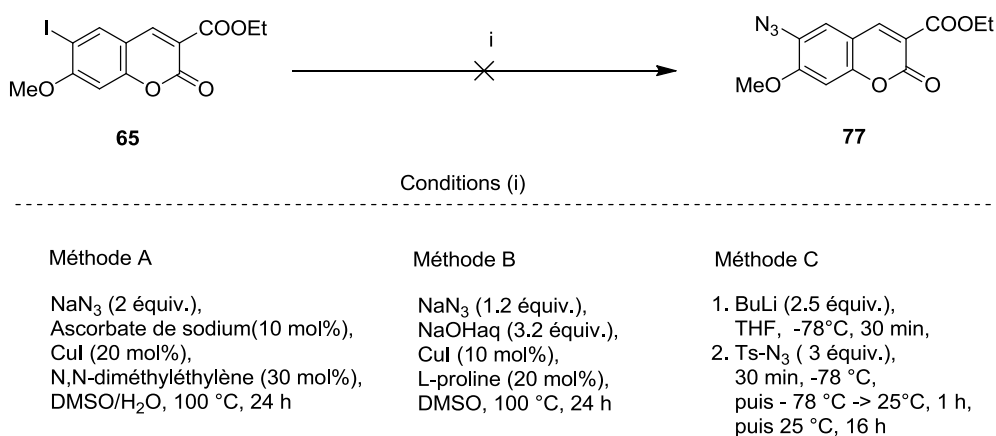 I
COOEt
MeO
O
O
65
i
N₃
COOEt
MeO
O
O
77
Conditions (i)
Méthode A
NaN₃ (2 équiv.),
Ascorbate de sodium(10 mol%),
CuI (20 mol%),
N,N-diméthyléthylène (30 mol%),
DMSO/H₂O, 100 °C, 24 h
Méthode B
NaN₃ (1.2 équiv.),
NaOHaq (3.2 équiv.),
CuI (10 mol%),
L-proline (20 mol%),
DMSO, 100 °C, 24 h
Méthode C
1. BuLi (2.5 équiv.),
THF, -78°C, 30 min,
2. Ts-N₃ ( 3 équiv.),
30 min, -78 °C,
puis - 78 °C -> 25°C, 1 h,
puis 25 °C, 16 h